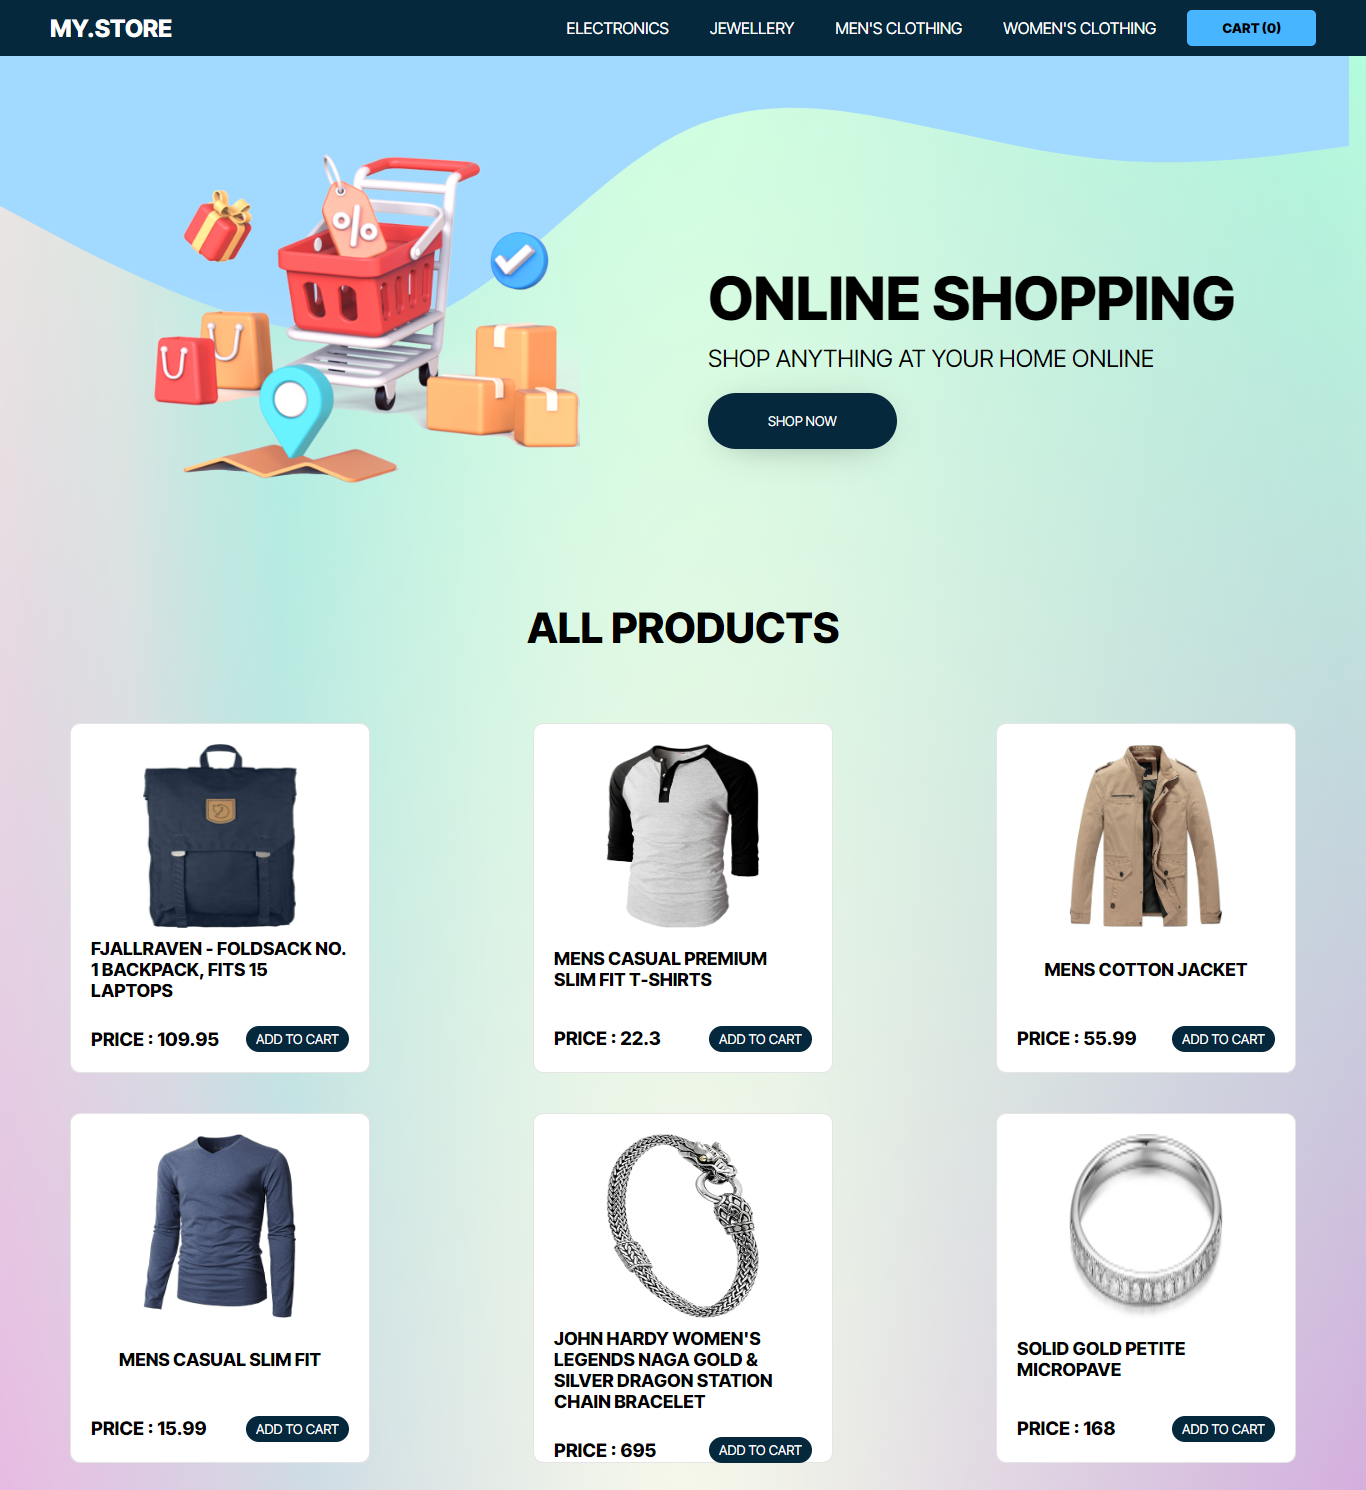 MY.STORE
ELECTRONICS
JEWELLERY
MEN'S CLOTHING
WOMEN'S CLOTHING
CART (0)
%
ONLINE SHOPPING
SHOP ANYTHING AT YOUR HOME ONLINE
SHOP NOW
ALL PRODUCTS
FJALLRAVEN - FOLDSACK NO.
1 BACKPACK, FITS 15
LAPTOPS
PRICE : 109.95
ADD TO CART
MENS CASUAL PREMIUM
SLIM FIT T-SHIRTS
PRICE : 22.3
ADD TO CART
MENS COTTON JACKET
PRICE : 55.99
ADD TO CART
MENS CASUAL SLIM FIT
PRICE : 15.99
ADD TO CART
JOHN HARDY WOMEN'S
LEGENDS NAGA GOLD &
SILVER DRAGON STATION
CHAIN BRACELET
PRICE : 695
ADD TO CART
SOLID GOLD PETITE
MICROPAVE
PRICE : 168
ADD TO CART